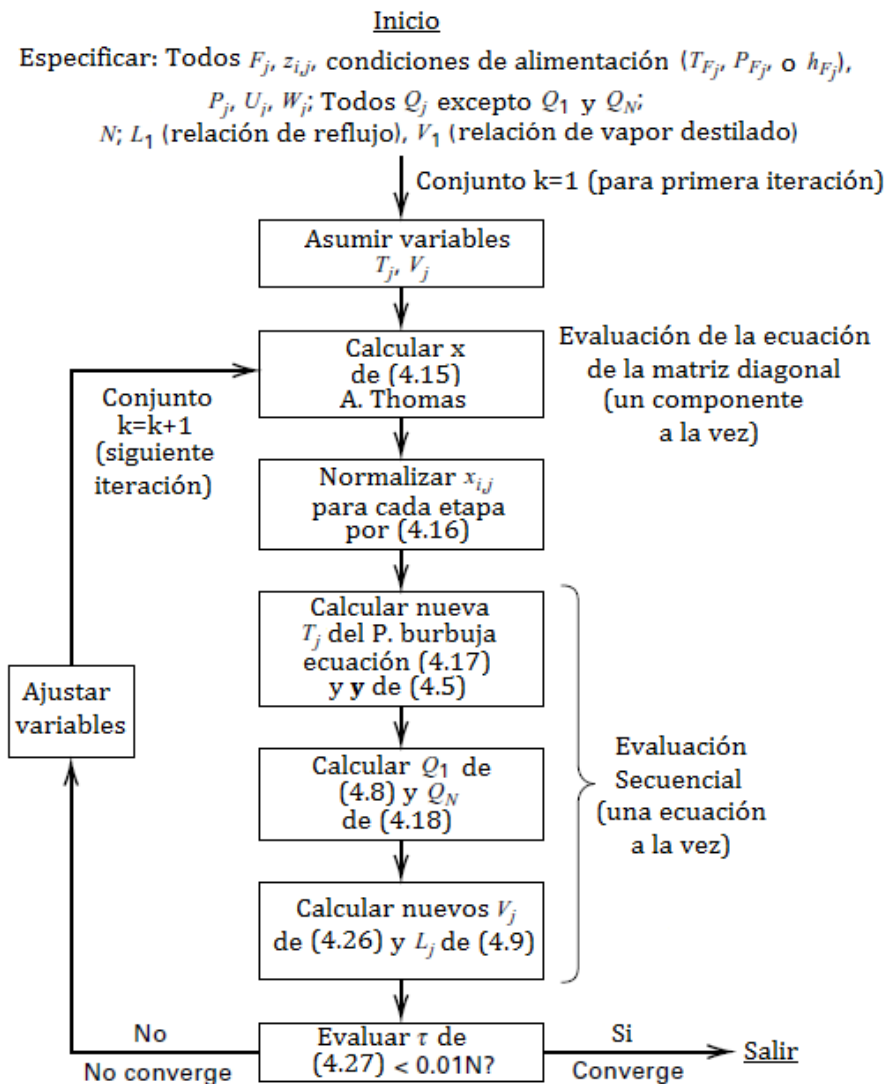 Inicio
Especificar: Todos F_j, z_{i,j}, condiciones de alimentación (T_{F_j}, P_{F_j}, o h_{F_j}),
P_j, U_j, W_j; Todos Q_j excepto Q_1 y Q_N;
N; L_1 (relación de reflujo), V_1 (relación de vapor destilado)
Conjunto k=1 (para primera iteración)
Asumir variables
T_j, V_j
Calcular x
de (4.15)
A. Thomas
Evaluación de la ecuación
de la matriz diagonal
(un componente
a la vez)
Conjunto
k=k+1
(siguiente
iteración)
Normalizar x_{i,j}
para cada etapa
por (4.16)
Calcular nueva
T_j del P. burbuja
ecuación (4.17)
y y de (4.5)
Ajustar
variables
Calcular Q_1 de
(4.8) y Q_N
de (4.18)
Evaluación
Secuencial
(una ecuación
a la vez)
Calcular nuevos V_j
de (4.26) y L_j de (4.9)
No
No converge
Evaluar τ de
(4.27) < 0.01N?
Si
Converge
Salir